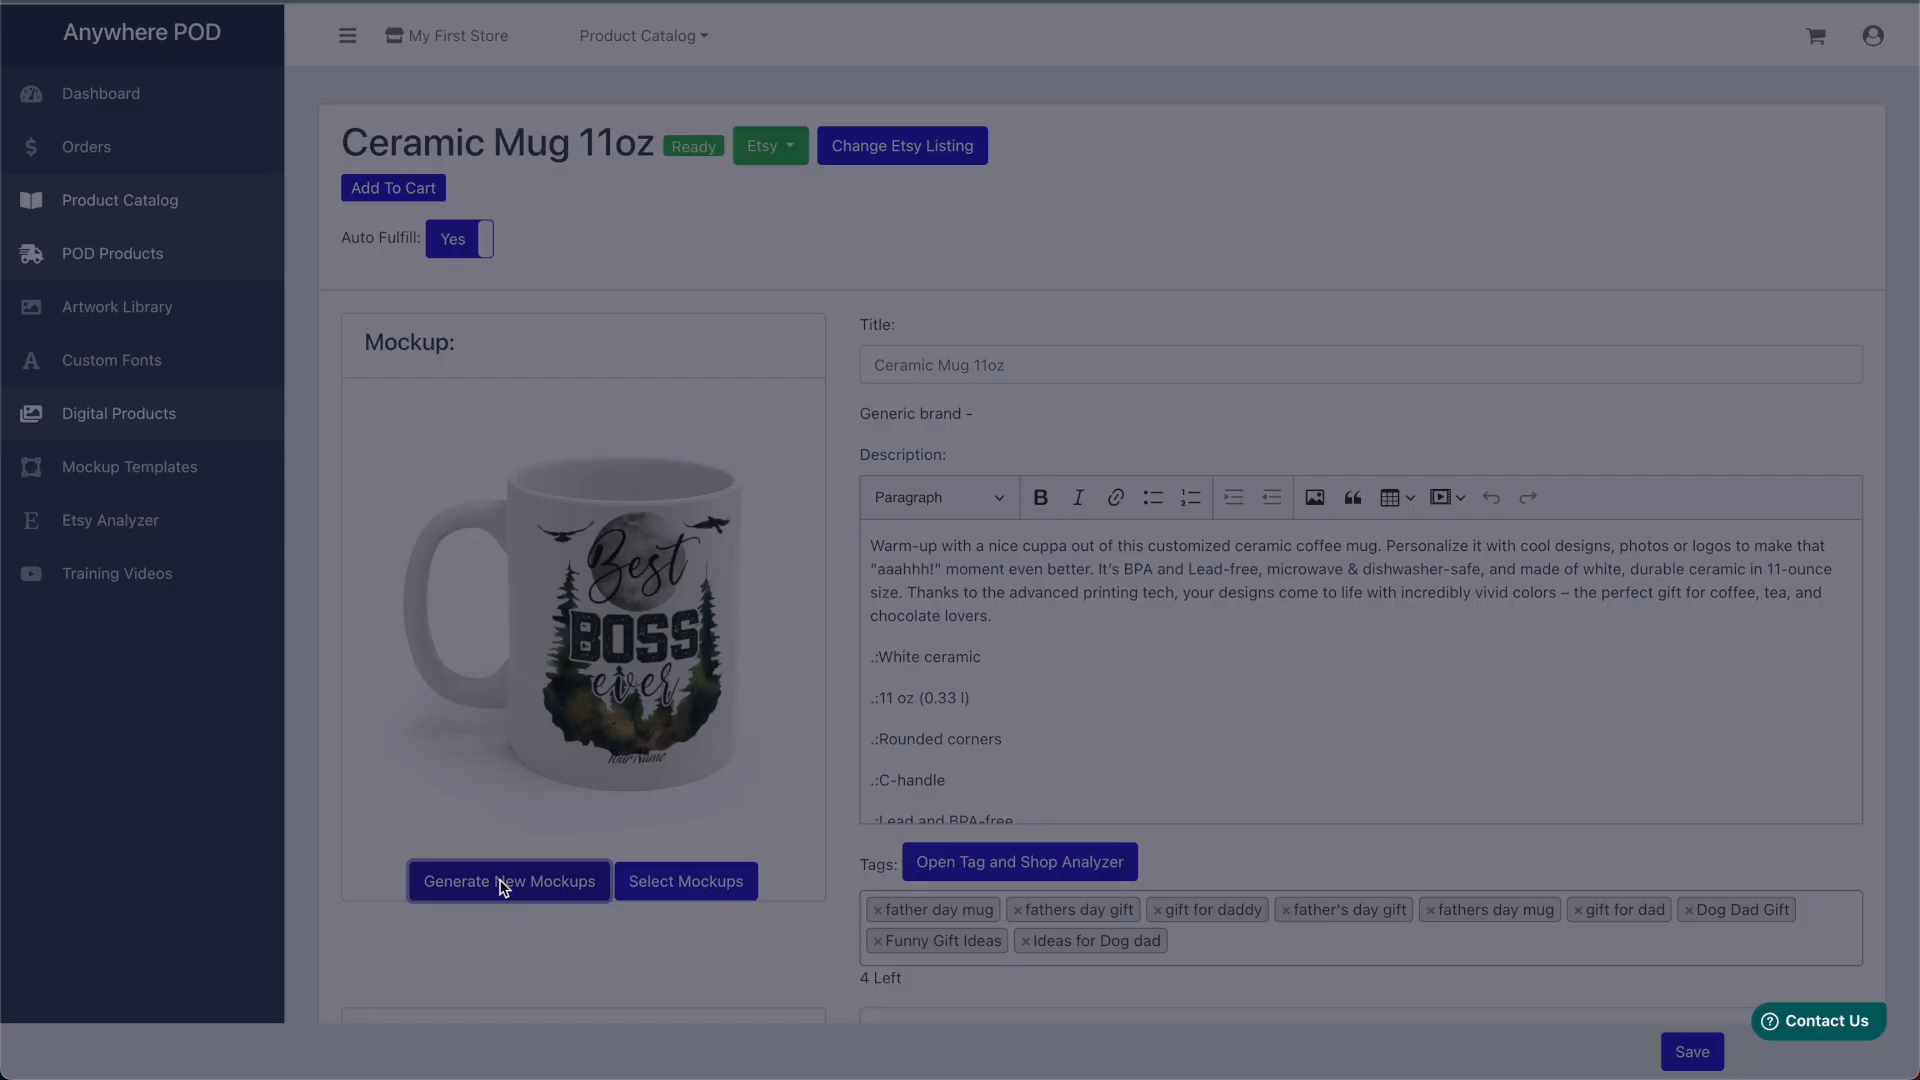 Anywhere POD
My First Store
Product Catalog
Dashboard
Orders
Product Catalog
POD Products
Artwork Library
Custom Fonts
Digital Products
Mockup Templates
Etsy Analyzer
Training Videos
Ceramic Mug 11oz Ready Etsy Change Etsy Listing
Add To Cart
Auto Fulfill: Yes
Mockup:
Best
BOSS
ever
Your Name
Generate New Mockups Select Mockups
Title:
Ceramic Mug 11oz
Generic brand -
Description:
Paragraph
Warm-up with a nice cuppa out of this customized ceramic coffee mug. Personalize it with cool designs, photos or logos to make that
"aaahhh!" moment even better. It’s BPA and Lead-free, microwave & dishwasher-safe, and made of white, durable ceramic in 11-ounce
size. Thanks to the advanced printing tech, your designs come to life with incredibly vivid colors – the perfect gift for coffee, tea, and
chocolate lovers.
.:White ceramic
.:11 oz (0.33 l)
.:Rounded corners
.:C-handle
.:Lead and BPA-free
Tags: Open Tag and Shop Analyzer
×father day mug ×fathers day gift ×gift for daddy ×father's day gift ×fathers day mug ×gift for dad ×Dog Dad Gift
×Funny Gift Ideas ×Ideas for Dog dad
4 Left
Contact Us
Save